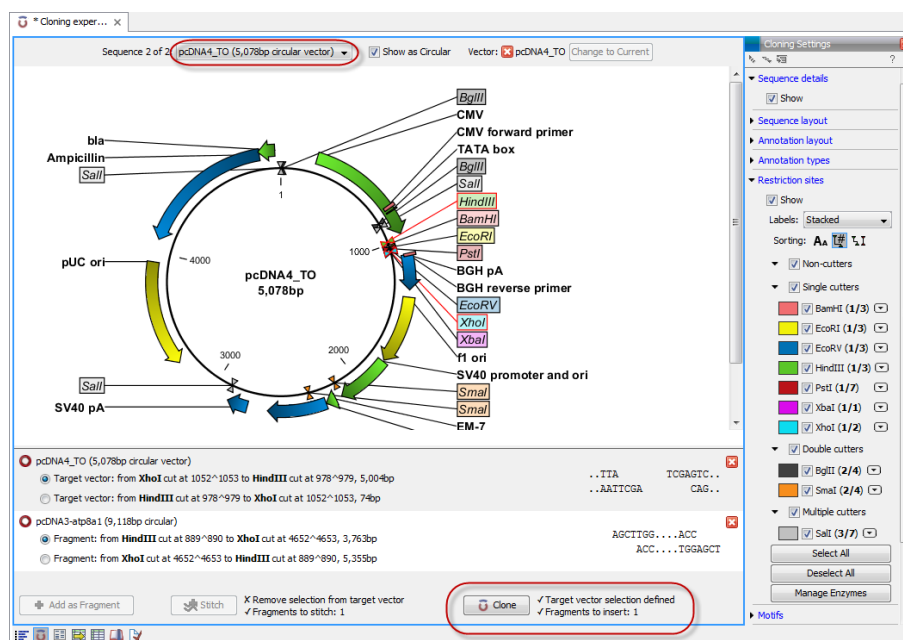 * Cloning exper... ×
Sequence 2 of 2 pcDNA4_TO (5,078bp circular vector) Show as Circular Vector: pcDNA4_TO Change to Current
bla
Ampicillin
SalI
pUC ori
SalI
SV40 pA
1
1000
2000
3000
4000
pcDNA4_TO
5,078bp
BglII
CMV
CMV forward primer
TATA box
BglII
SalI
HindIII
BamHI
EcoRI
PstI
BGH pA
BGH reverse primer
EcoRV
XhoI
XbaI
f1 ori
SV40 promoter and ori
SmaI
SmaI
EM-7
pcDNA4_TO (5,078bp circular vector)
Target vector: from XhoI cut at 1052^1053 to HindIII cut at 978^979, 5,004bp
Target vector: from HindIII cut at 978^979 to XhoI cut at 1052^1053, 74bp
..TTA TCGAGTC..
..AATTCGA CAG..
pcDNA3-atp8a1 (9,118bp circular)
Fragment: from HindIII cut at 889^890 to XhoI cut at 4652^4653, 3,763bp
Fragment: from XhoI cut at 4652^4653 to HindIII cut at 889^890, 5,355bp
AGCTTGG....ACC
ACC....TGGAGCT
Add as Fragment
Stitch
✗ Remove selection from target vector
✓ Fragments to stitch: 1
Clone
✓ Target vector selection defined
✓ Fragments to insert: 1
Cloning Settings
?
Sequence details
Show
Sequence layout
Annotation layout
Annotation types
Restriction sites
Show
Labels: Stacked
Sorting:
Non-cutters
Single cutters
BamHI (1/3)
EcoRI (1/3)
EcoRV (1/3)
HindIII (1/3)
PstI (1/7)
XbaI (1/1)
XhoI (1/2)
Double cutters
BglII (2/4)
SmaI (2/4)
Multiple cutters
SalI (3/7)
Select All
Deselect All
Manage Enzymes
Motifs